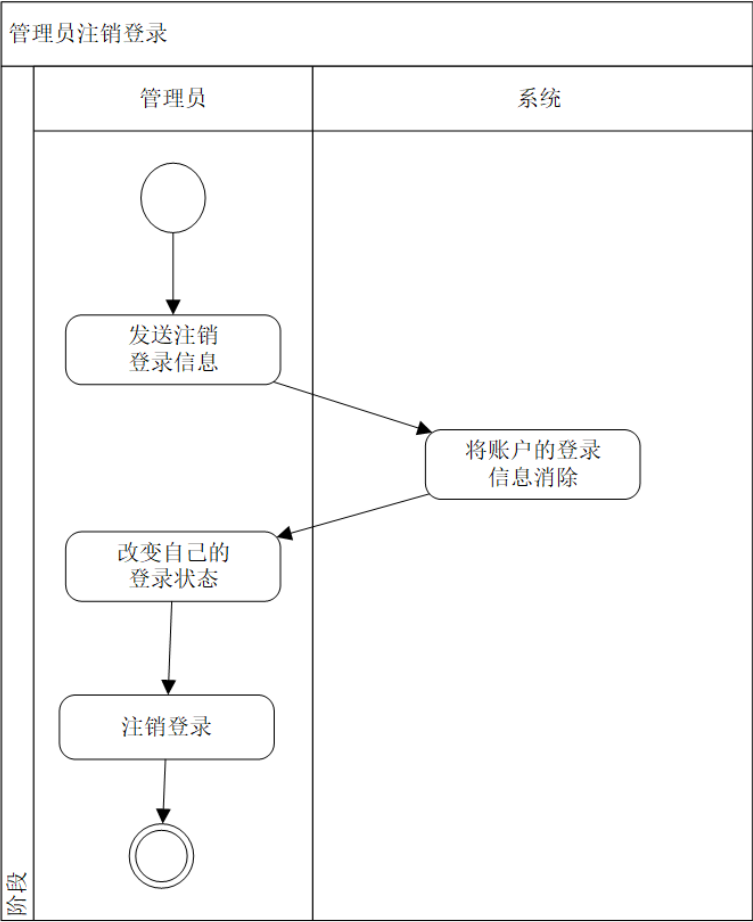 管理员注销登录
管理员
系统
发送注销
登录信息
将账户的登录
信息消除
改变自己的
登录状态
注销登录
阶段